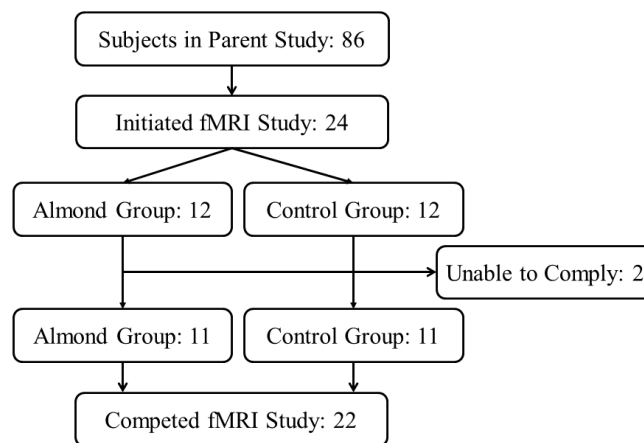 Subjects in Parent Study: 86
Initiated fMRI Study: 24
Almond Group: 12
Control Group: 12
Unable to Comply: 2
Almond Group: 11
Control Group: 11
Competed fMRI Study: 22